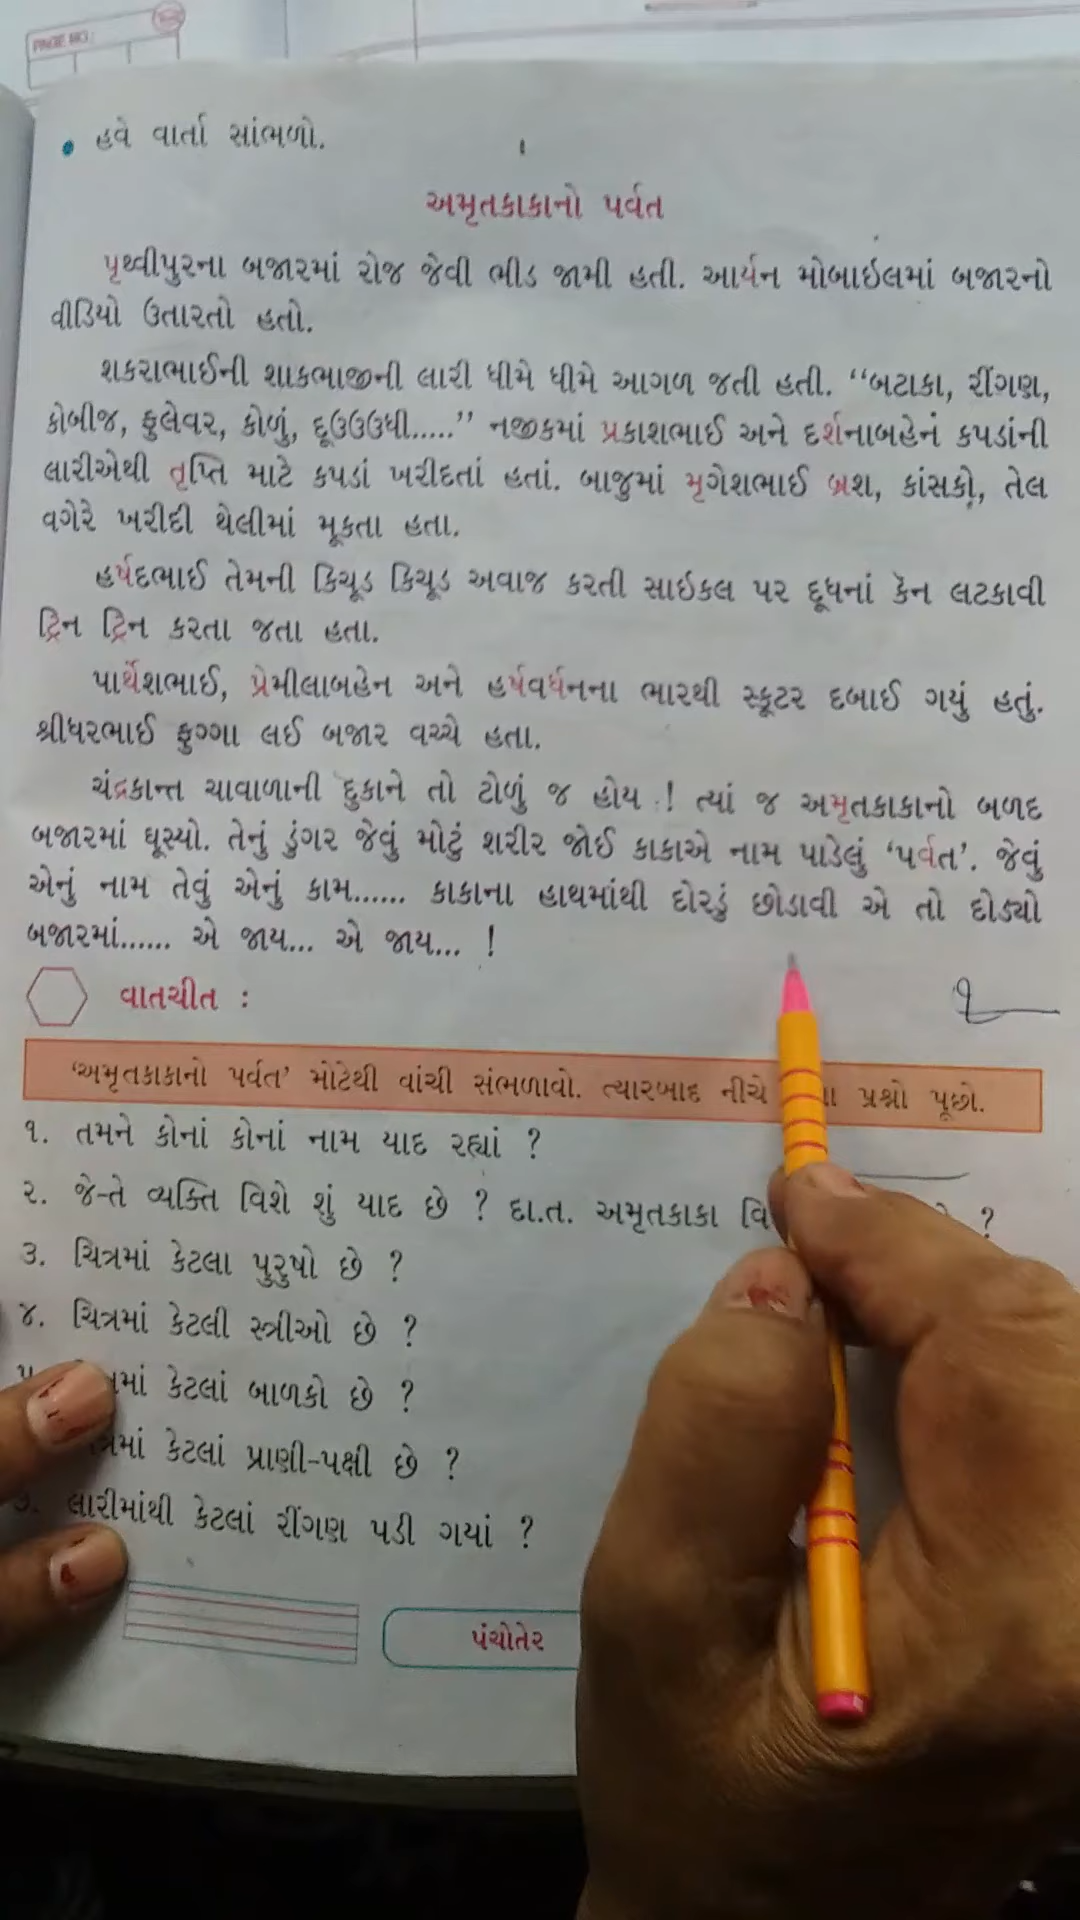 PAGE NO.:
હવે વાર્તા સાંભળો.
અમૃતકાકાનો પર્વત
પૃથ્વીપુરના બજારમાં રોજ જેવી ભીડ જામી હતી. આર્યન મોબાઇલમાં બજારનો
વીડિયો ઉતારતો હતો.
શકરાભાઈની શાકભાજીની લારી ધીમે ધીમે આગળ જતી હતી. “બટાકા, રીંગણ,
કોબીજ, ફુલેવર, કોળું, દૂઉઉઉધી.....” નજીકમાં પ્રકાશભાઈ અને દર્શનાબહેનં કપડાંની
લારીએથી તૃપ્તિ માટે કપડાં ખરીદતાં હતાં. બાજુમાં મૃગેશભાઈ બ્રશ, કાંસકો, તેલ
વગેરે ખરીદી થેલીમાં મૂકતા હતા.
હર્ષદભાઈ તેમની કિચૂડ કિચૂડ અવાજ કરતી સાઇકલ પર દૂધનાં કેન લટકાવી
ટ્રિન ટ્રિન કરતા જતા હતા.
પાર્થેશભાઈ, પ્રેમીલાબહેન અને હર્ષવર્ધનના ભારથી સ્કૂટર દબાઈ ગયું હતું.
શ્રીધરભાઈ ફુગ્ગા લઈ બજાર વચ્ચે હતા.
ચંદ્રકાન્ત ચાવાળાની દુકાને તો ટોળું જ હોય ! ત્યાં જ અમૃતકાકાનો બળદ
બજારમાં ઘૂસ્યો. તેનું ડુંગર જેવું મોટું શરીર જોઈ કાકાએ નામ પાડેલું ‘પર્વત’. જેવું
એનું નામ તેવું એનું કામ...... કાકાના હાથમાંથી દોરડું છોડાવી એ તો દોડ્યો
બજારમાં...... એ જાય... એ જાય... !
વાતચીત :
‘અમૃતકાકાનો પર્વત’ મોટેથી વાંચી સંભળાવો. ત્યારબાદ નીચે પ્રશ્નો પૂછો.
૧. તમને કોનાં કોનાં નામ યાદ રહ્યાં ?
૨. જે-તે વ્યક્તિ વિશે શું યાદ છે ? દા.ત. અમૃતકાકા ?
૩. ચિત્રમાં કેટલા પુરુષો છે ?
૪. ચિત્રમાં કેટલી સ્ત્રીઓ છે ?
કેટલાં બાળકો છે ?
કેટલાં પ્રાણી-પક્ષી છે ?
લારીમાંથી કેટલાં રીંગણ પડી ગયાં ?
પંચોતેર